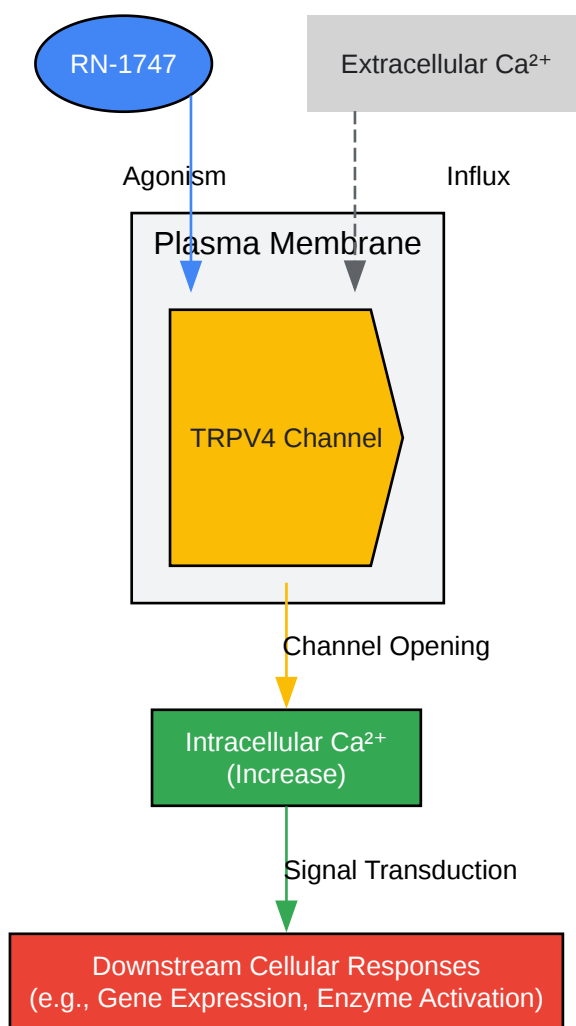 RN-1747
Extracellular Ca²⁺
Agonism
Influx
Plasma Membrane
TRPV4 Channel
Channel Opening
Intracellular Ca²⁺
(Increase)
Signal Transduction
Downstream Cellular Responses
(e.g., Gene Expression, Enzyme Activation)